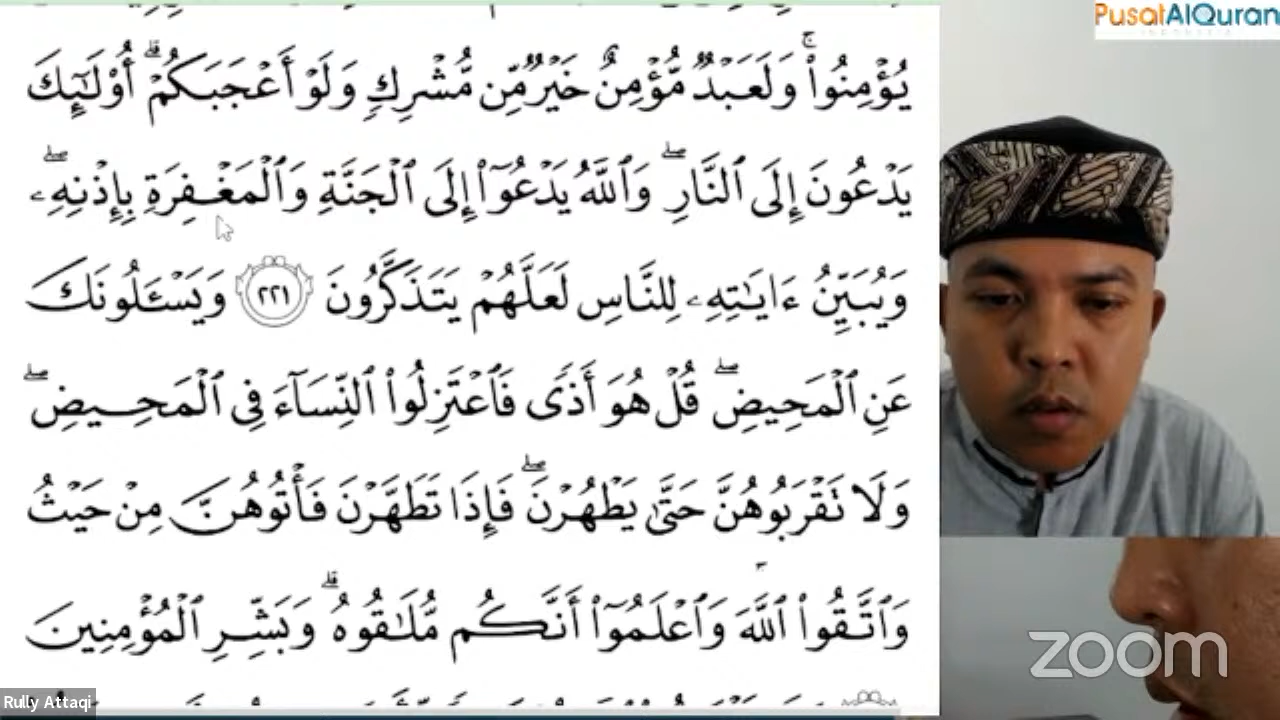 PusatAlQuran
INDONESIA
يُؤْمِنُوا۟ ۚ وَلَعَبْدٌ مُّؤْمِنٌ خَيْرٌ مِّن مُّشْرِكٍ وَلَوْ أَعْجَبَكُمْ ۗ أُو۟لَـٰٓئِكَ
يَدْعُونَ إِلَى ٱلنَّارِ ۖ وَٱللَّهُ يَدْعُوٓا۟ إِلَى ٱلْجَنَّةِ وَٱلْمَغْفِرَةِ بِإِذْنِهِۦ ۖ
وَيُبَيِّنُ ءَايَـٰتِهِۦ لِلنَّاسِ لَعَلَّهُمْ يَتَذَكَّرُونَ ٢٢١ وَيَسْـَٔلُونَكَ
عَنِ ٱلْمَحِيضِ ۖ قُلْ هُوَ أَذًى فَٱعْتَزِلُوا۟ ٱلنِّسَآءَ فِى ٱلْمَحِيضِ ۖ
وَلَا تَقْرَبُوهُنَّ حَتَّىٰ يَطْهُرْنَ ۖ فَإِذَا تَطَهَّرْنَ فَأْتُوهُنَّ مِنْ حَيْثُ
وَٱتَّقُوا۟ ٱللَّهَ وَٱعْلَمُوٓا۟ أَنَّكُم مُّلَـٰقُوهُ ۗ وَبَشِّرِ ٱلْمُؤْمِنِينَ
zoom
Rully Attaqi